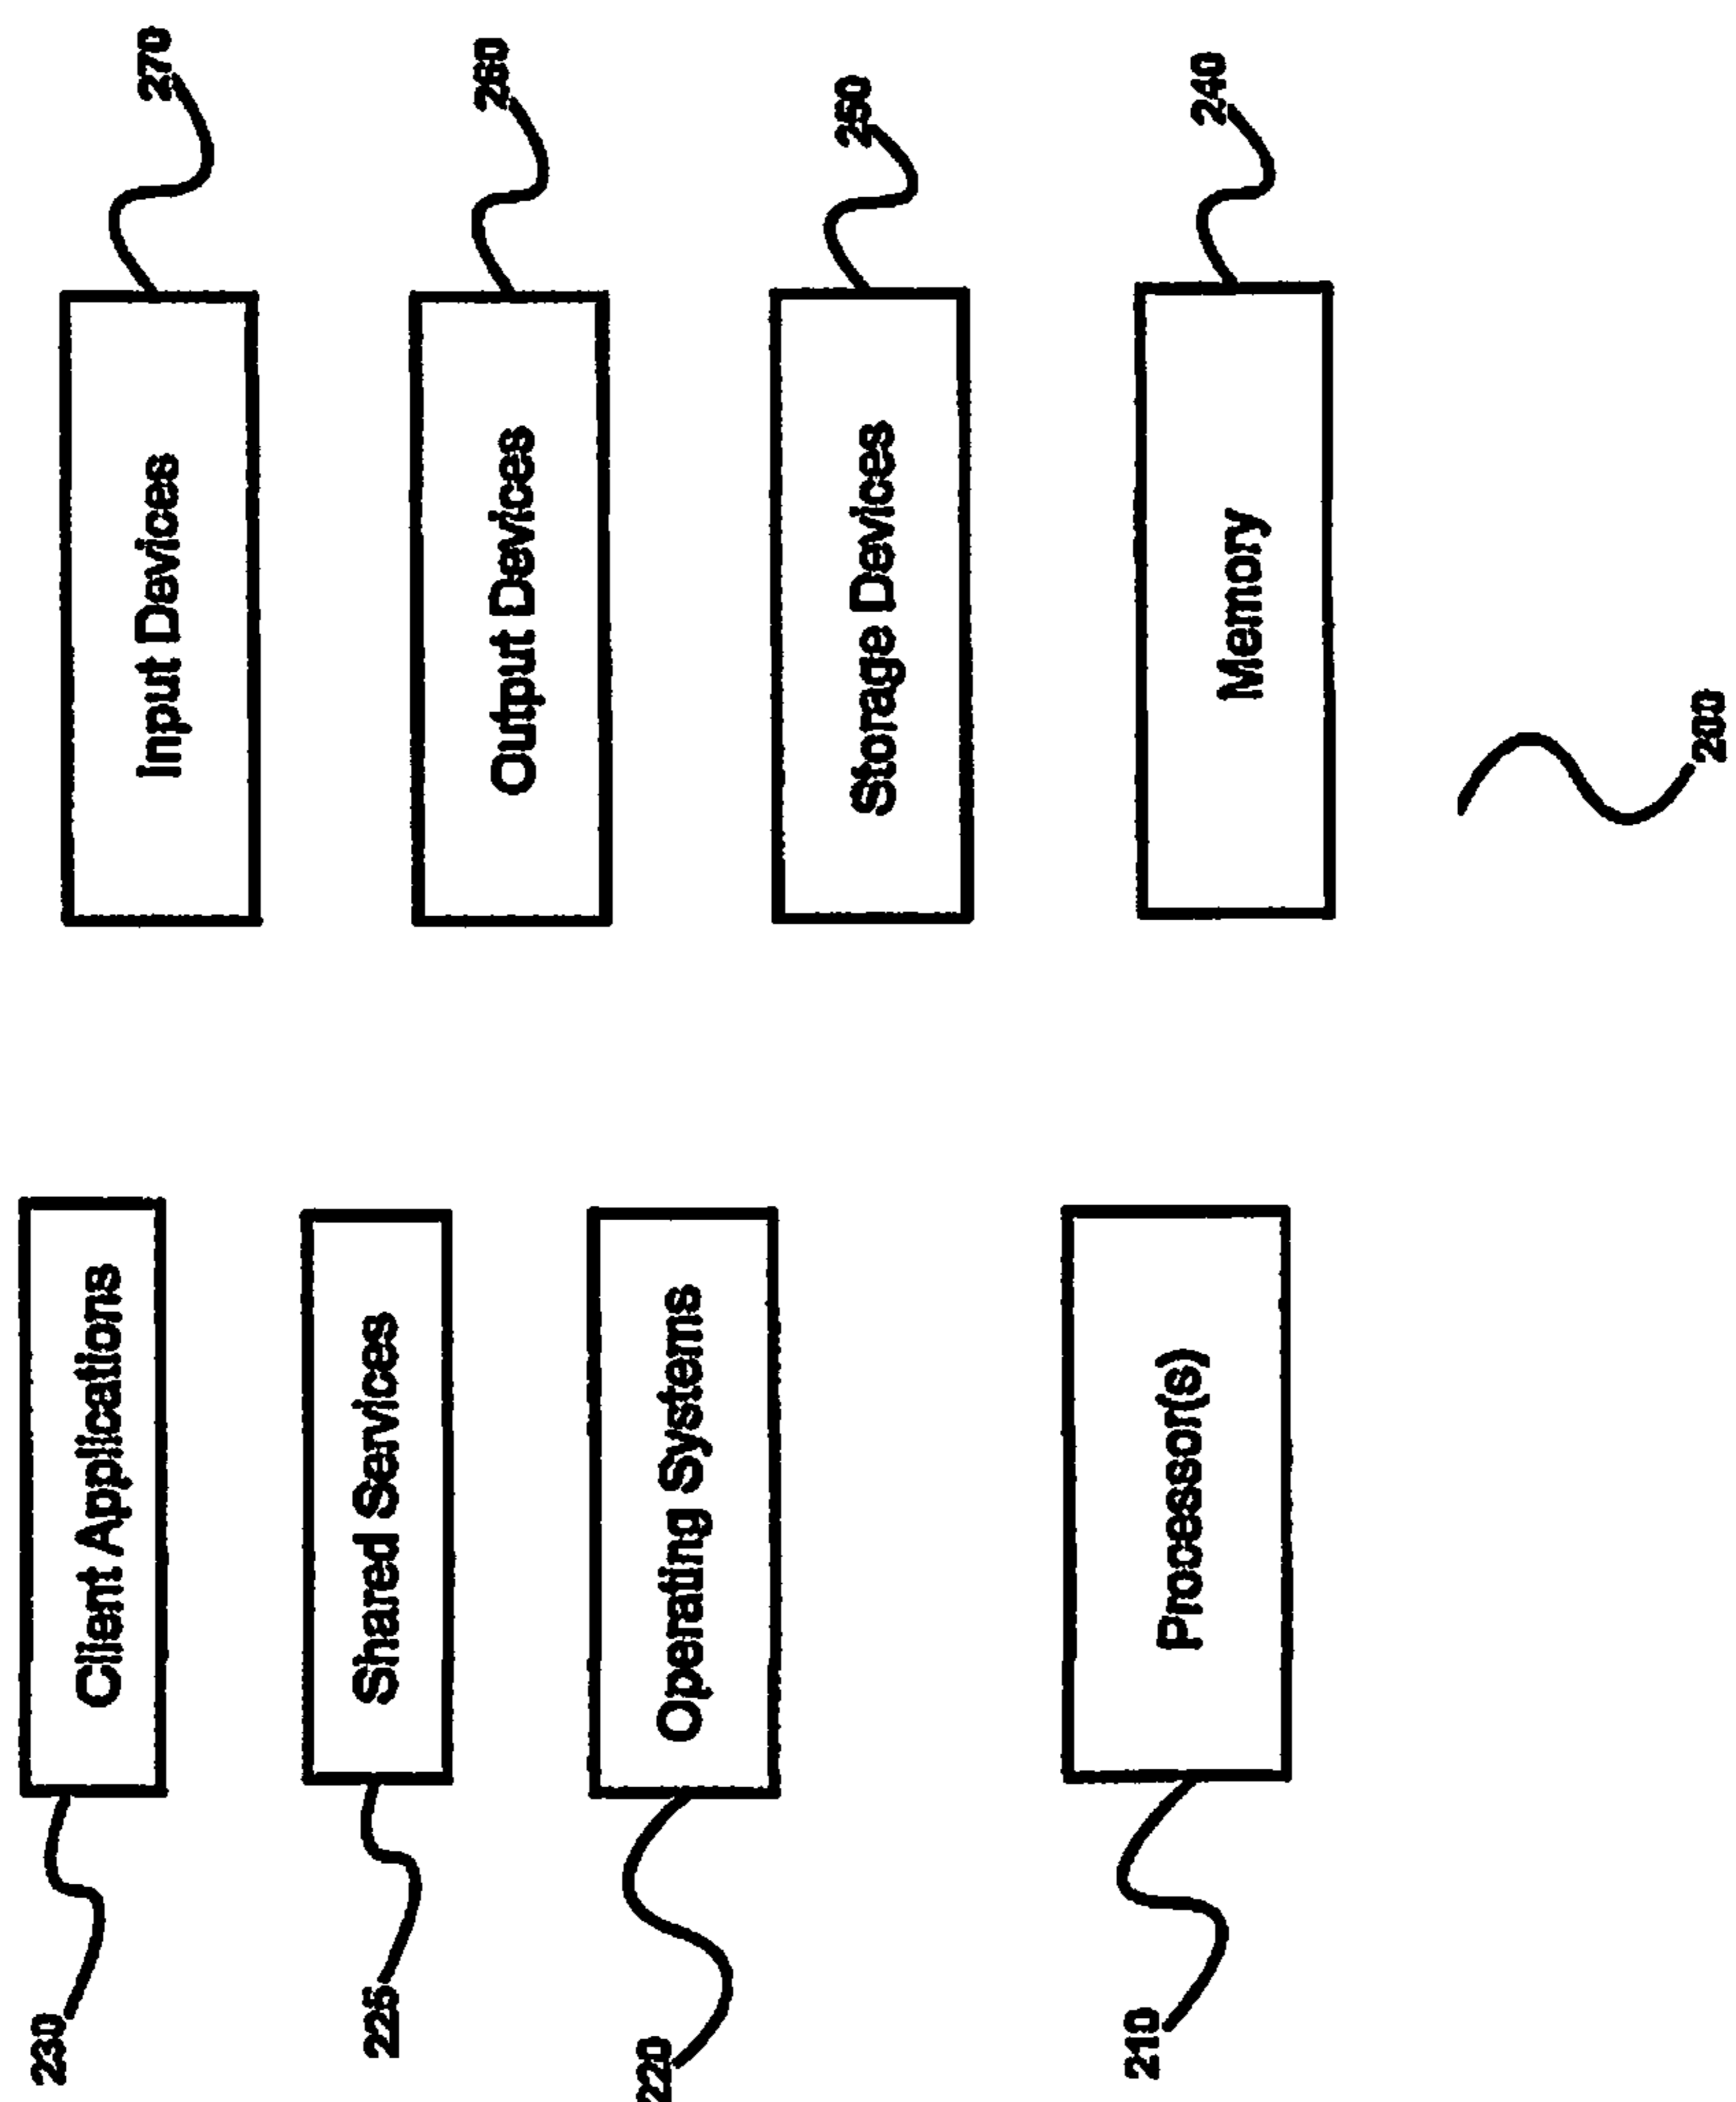 230
Client Applications
Input Devices
270
225
Shared Services
Output Devices
260
220
Operating Systems
Storage Devices
250
210
Processor(s)
Memory
240
200